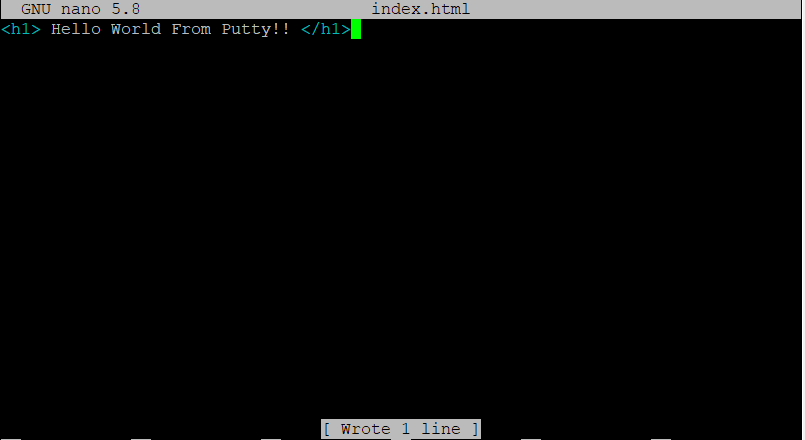 GNU nano 5.8 index.html
<h1> Hello World From Putty!! </h1>
[ Wrote 1 line ]